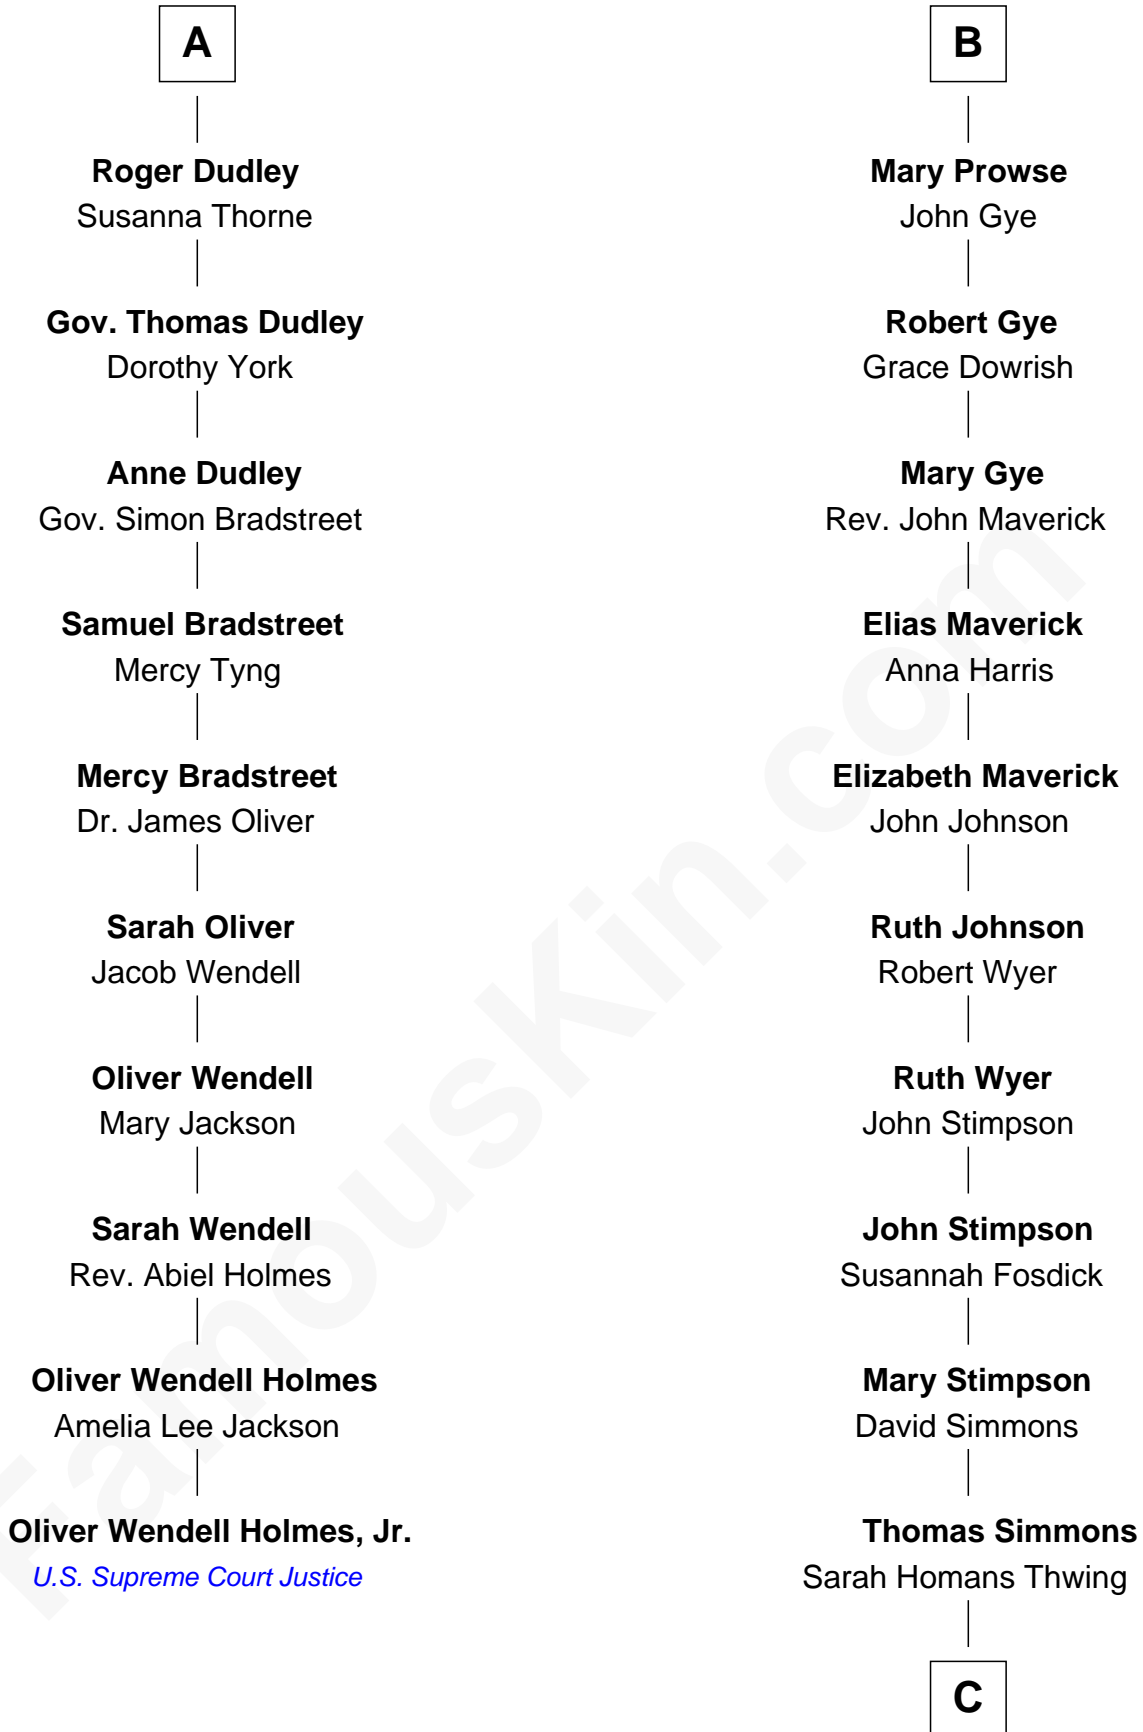 A
Roger Dudley
Susanna Thorne
Gov. Thomas Dudley
Dorothy York
Anne Dudley
Gov. Simon Bradstreet
Samuel Bradstreet
Mercy Tyng
Mercy Bradstreet
Dr. James Oliver
Sarah Oliver
Jacob Wendell
Oliver Wendell
Mary Jackson
Sarah Wendell
Rev. Abiel Holmes
Oliver Wendell Holmes
Amelia Lee Jackson
Oliver Wendell Holmes, Jr.
U.S. Supreme Court Justice
B
Mary Prowse
John Gye
Robert Gye
Grace Dowrish
Mary Gye
Rev. John Maverick
Elias Maverick
Anna Harris
Elizabeth Maverick
John Johnson
Ruth Johnson
Robert Wyer
Ruth Wyer
John Stimpson
John Stimpson
Susannah Fosdick
Mary Stimpson
David Simmons
Thomas Simmons
Sarah Homans Thwing
C
FamousKin.com